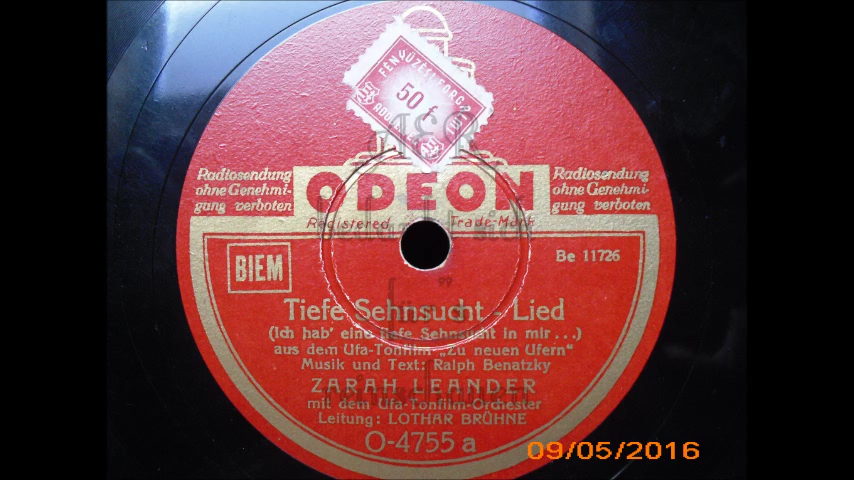 50 f
Radiosendung
ohne Genehmi-
gung verboten
ODEON
Radiosendung
ohne Genehmi-
gung verboten
Registered Trade-Mark
BIEM
Be 11726
Tiefe Sehnsucht - Lied
(Ich hab' eine tiefe Sehnsucht in mir...)
aus dem Ufa-Tonfilm „Zu neuen Ufern"
Musik und Text: Ralph Benatzky
ZARAH LEANDER
mit dem Ufa-Tonfilm-Orchester
Leitung: LOTHAR BRÜHNE
O-4755 a
09/05/2016